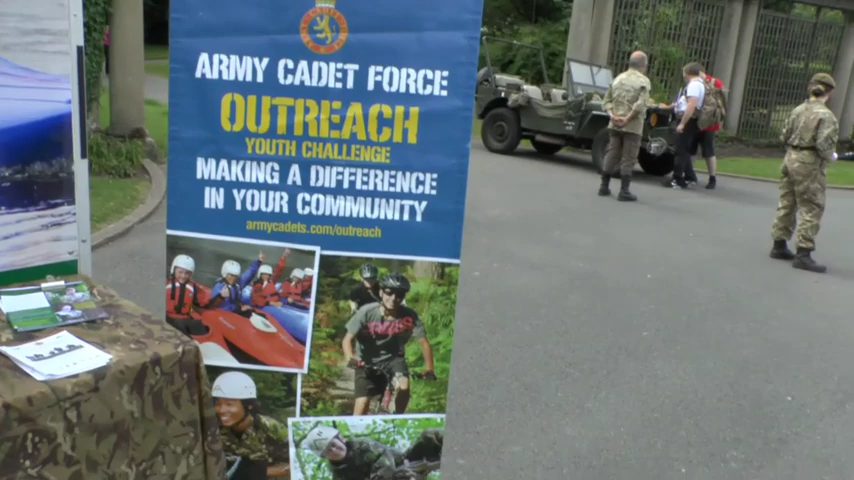 ARMY CADET FORCE
OUTREACH
YOUTH CHALLENGE
MAKING A DIFFERENCE
IN YOUR COMMUNITY
armycadets.com/outreach